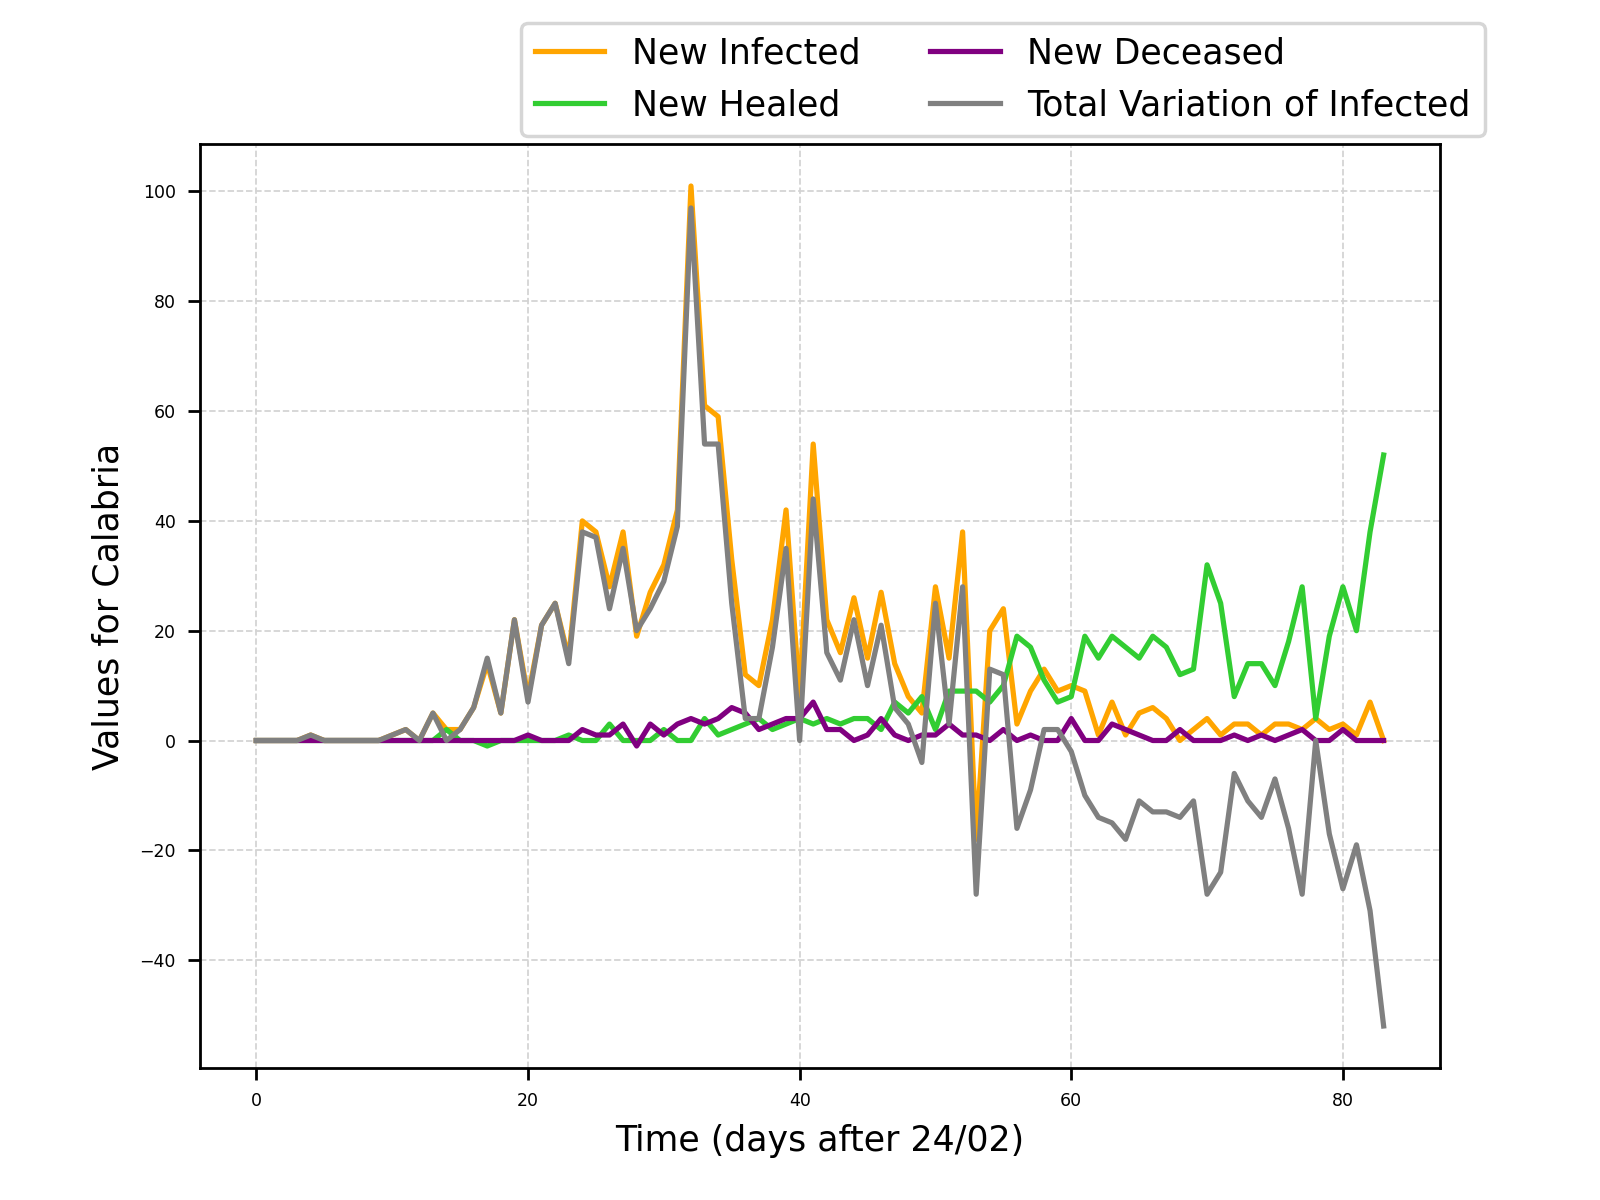 New Infected
New Healed
New Deceased
Total Variation of Infected
100
80
60
40
20
0
−20
−40
Values for Calabria
0
20
40
60
80
Time (days after 24/02)